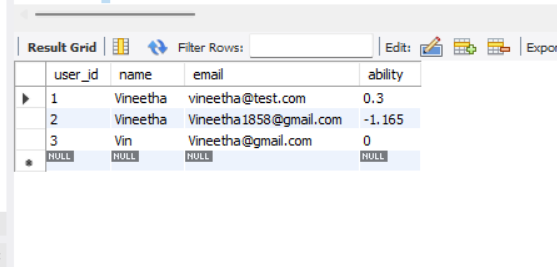 Result Grid Filter Rows: Edit: Expor
user_id name email ability
1 Vineetha vineetha@test.com 0.3
2 Vineetha Vineetha1858@gmail.com -1.165
3 Vin Vineetha@gmail.com 0
NULL NULL NULL NULL